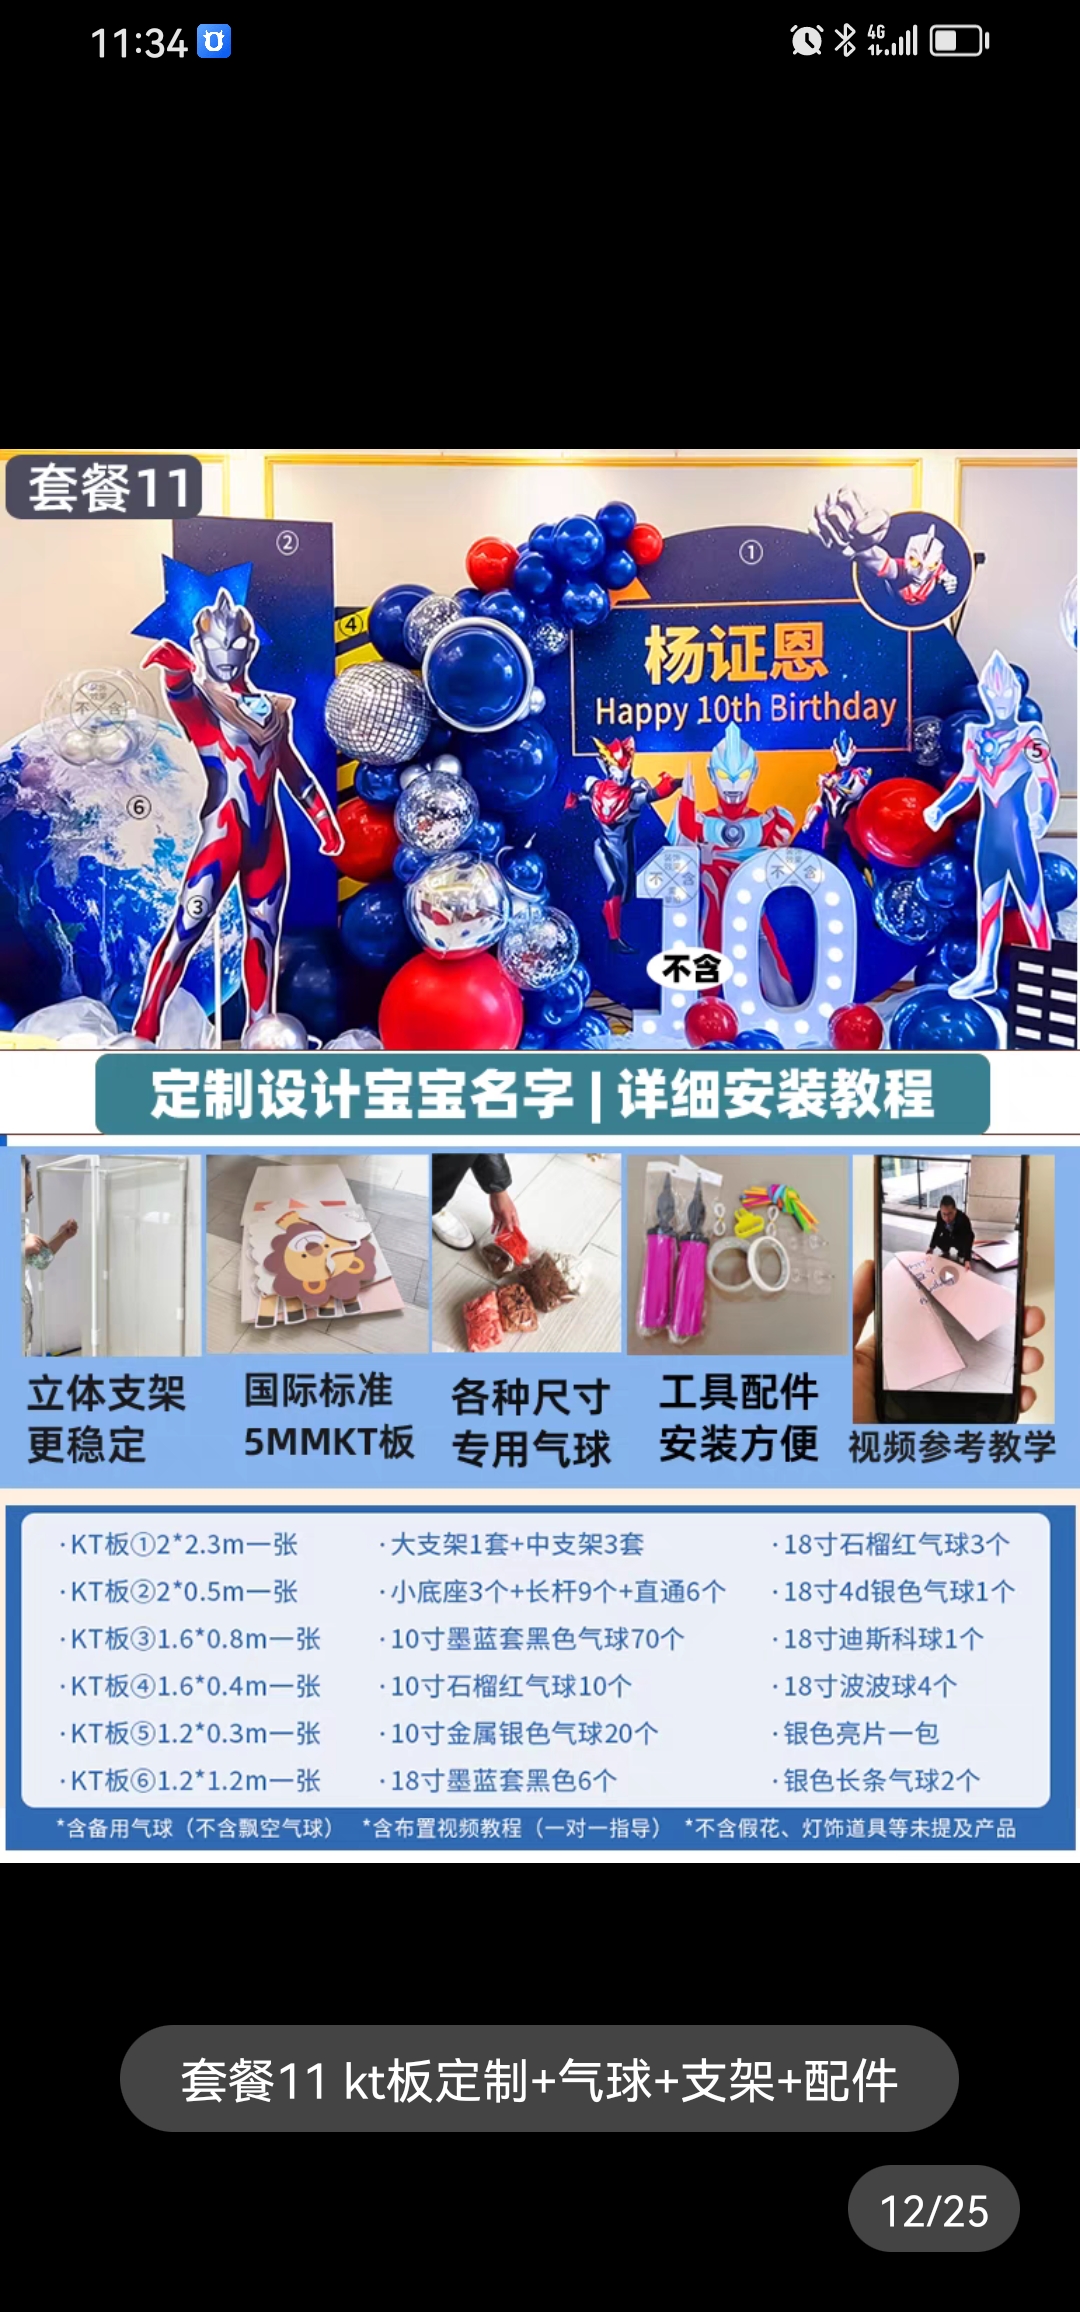 11:34
4G
套餐11
②
①
④
杨证恩
Happy 10th Birthday
不含
⑤
⑥
不含
不含
③
10
不含
定制设计宝宝名字 | 详细安装教程
立体支架
更稳定
国际标准
5MMKT板
各种尺寸
专用气球
工具配件
安装方便
视频参考教学
·KT板①2*2.3m一张
·KT板②2*0.5m一张
·KT板③1.6*0.8m一张
·KT板④1.6*0.4m一张
·KT板⑤1.2*0.3m一张
·KT板⑥1.2*1.2m一张
·大支架1套+中支架3套
·小底座3个+长杆9个+直通6个
·10寸墨蓝套黑色气球70个
·10寸石榴红气球10个
·10寸金属银色气球20个
·18寸墨蓝套黑色6个
·18寸石榴红气球3个
·18寸4d银色气球1个
·18寸迪斯科球1个
·18寸波波球4个
·银色亮片一包
·银色长条气球2个
*含备用气球（不含飘空气球） *含布置视频教程（一对一指导） *不含假花、灯饰道具等未提及产品
套餐11 kt板定制+气球+支架+配件
12/25